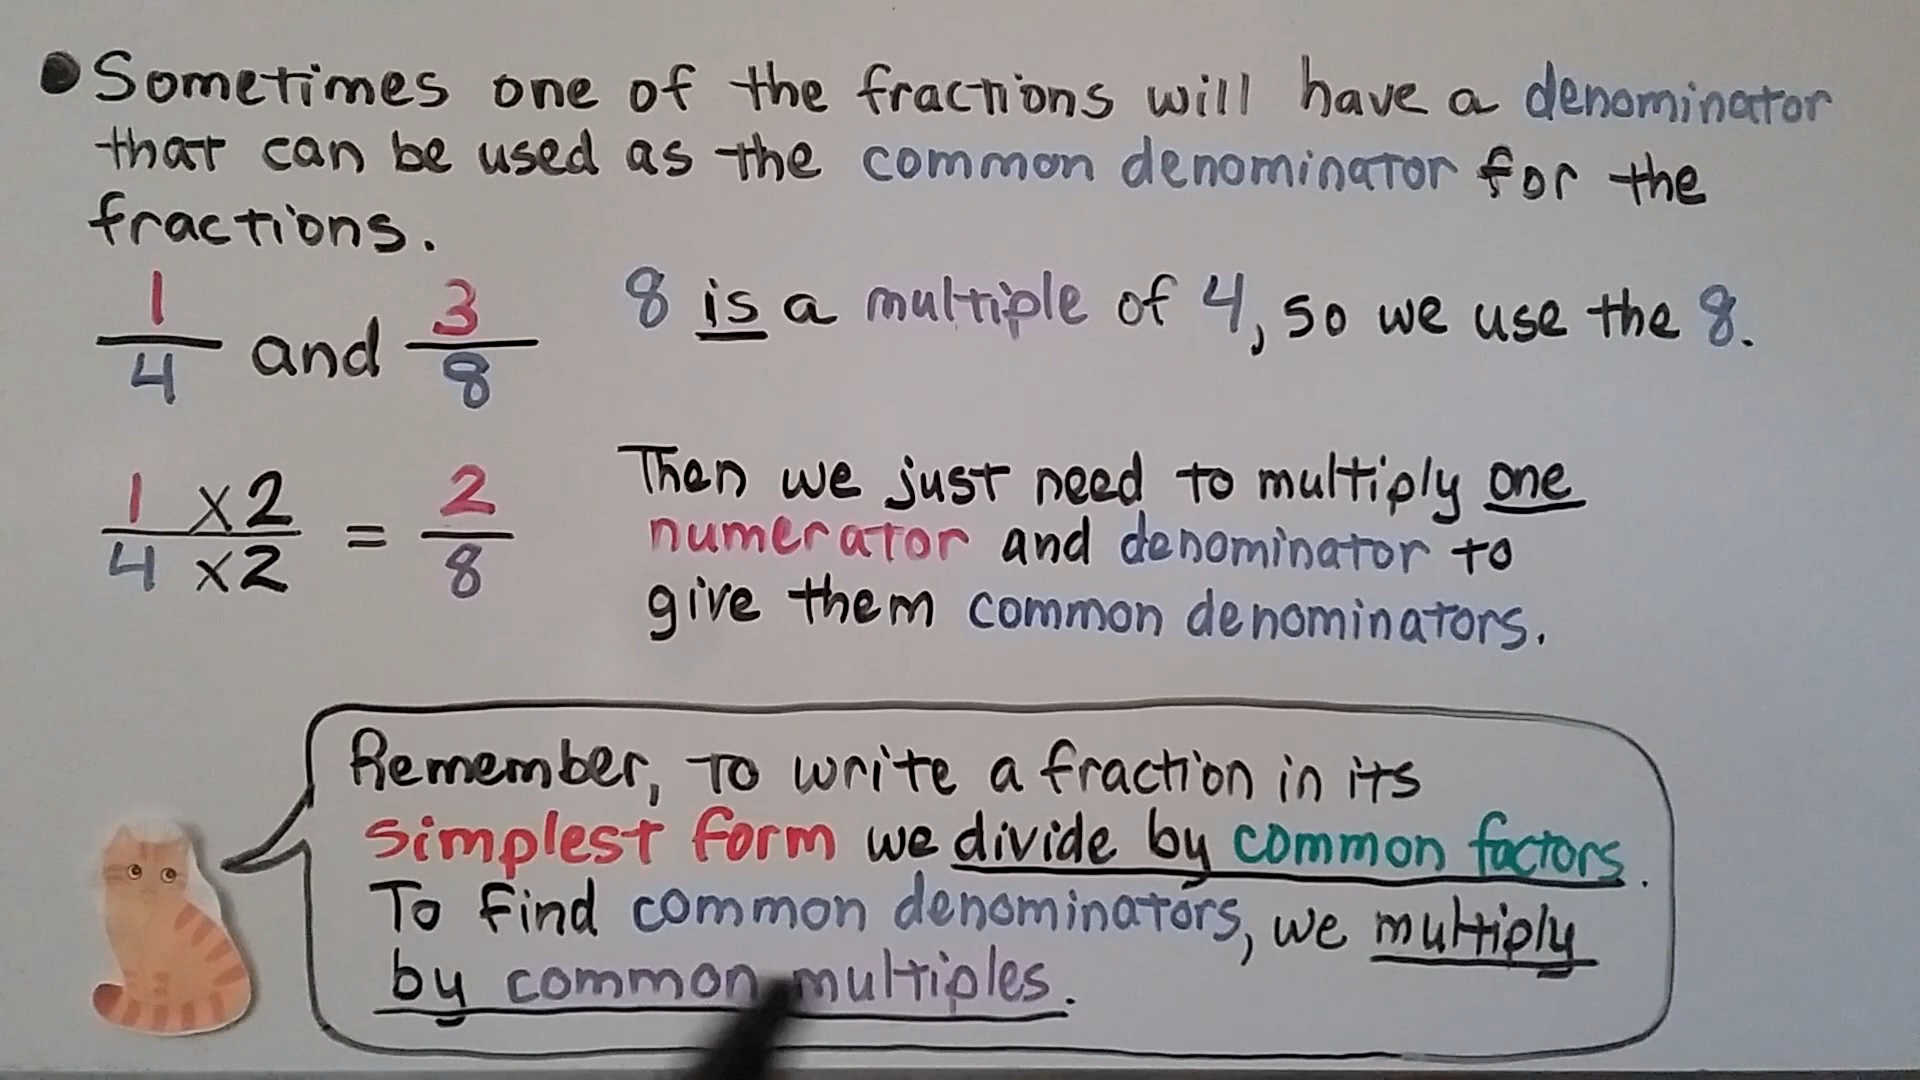 Sometimes one of the fractions will have a denominator
that can be used as the common denominator for the
fractions.
1/4 and 3/8
8 is a multiple of 4, so we use the 8.
1 x2 / 4 x2 = 2/8
Then we just need to multiply one
numerator and denominator to
give them common denominators.
Remember, to write a fraction in its
simplest form we divide by common factors.
To find common denominators, we multiply
by common multiples.